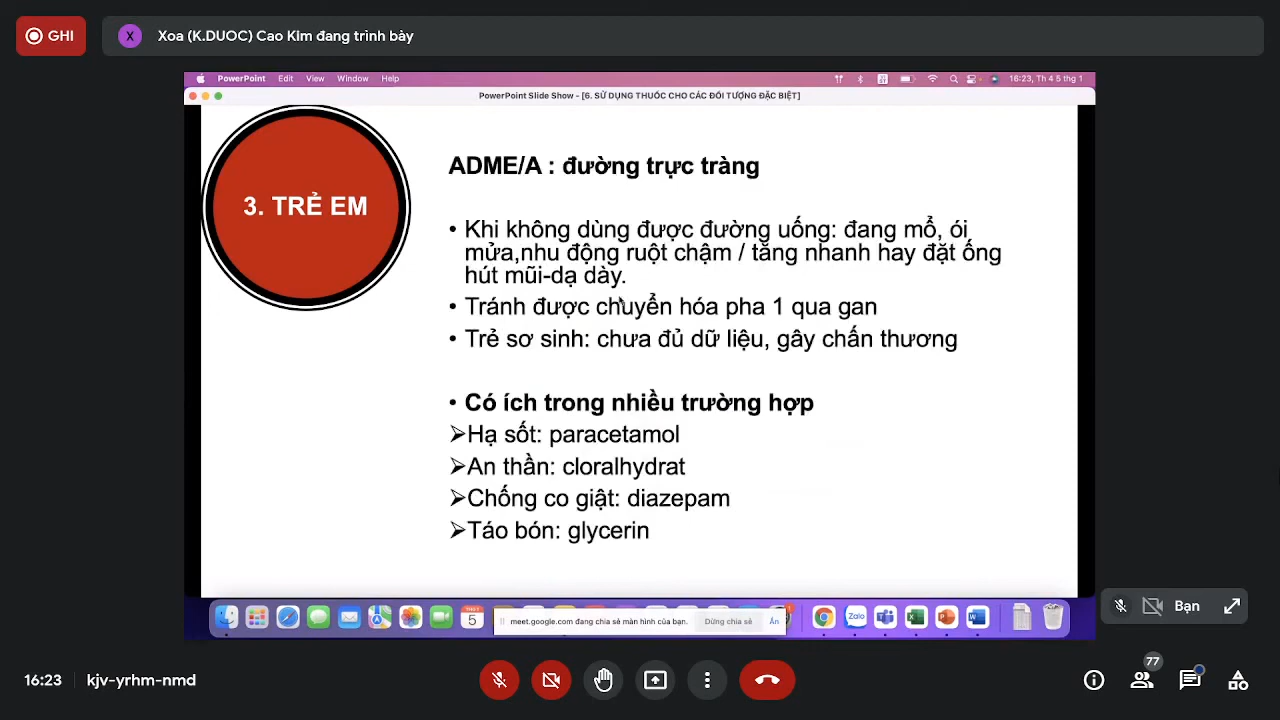 GHI
X
Xoa (K.DUOC) Cao Kim đang trình bày
PowerPoint Edit View Window Help
16:23, Th 4 5 thg 1
PowerPoint Slide Show - [6. SỬ DỤNG THUỐC CHO CÁC ĐỐI TƯỢNG ĐẶC BIỆT]
3. TRẺ EM
ADME/A : đường trực tràng
• Khi không dùng được đường uống: đang mổ, ói
mửa,nhu động ruột chậm / tăng nhanh hay đặt ống
hút mũi-dạ dày.
• Tránh được chuyển hóa pha 1 qua gan
• Trẻ sơ sinh: chưa đủ dữ liệu, gây chấn thương
• Có ích trong nhiều trường hợp
➢Hạ sốt: paracetamol
➢An thần: cloralhydrat
➢Chống co giật: diazepam
➢Táo bón: glycerin
5
meet.google.com đang chia sẻ màn hình của bạn. Dừng chia sẻ Ẩn
Zalo
Bạn
16:23 | kjv-yrhm-nmd
77